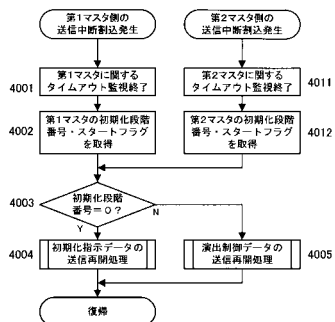 第1マスタ側の
送信中断割込発生
第2マスタ側の
送信中断割込発生
4001
第1マスタに関する
タイムアウト監視終了
第2マスタに関する
タイムアウト監視終了
4011
4002
第1マスタの初期化段階
番号・スタートフラグ
を取得
第2マスタの初期化段階
番号・スタートフラグ
を取得
4012
4003
初期化段階
番号=0?
N
Y
4004
初期化指示データの
送信再開処理
演出制御データの
送信再開処理
4005
復帰